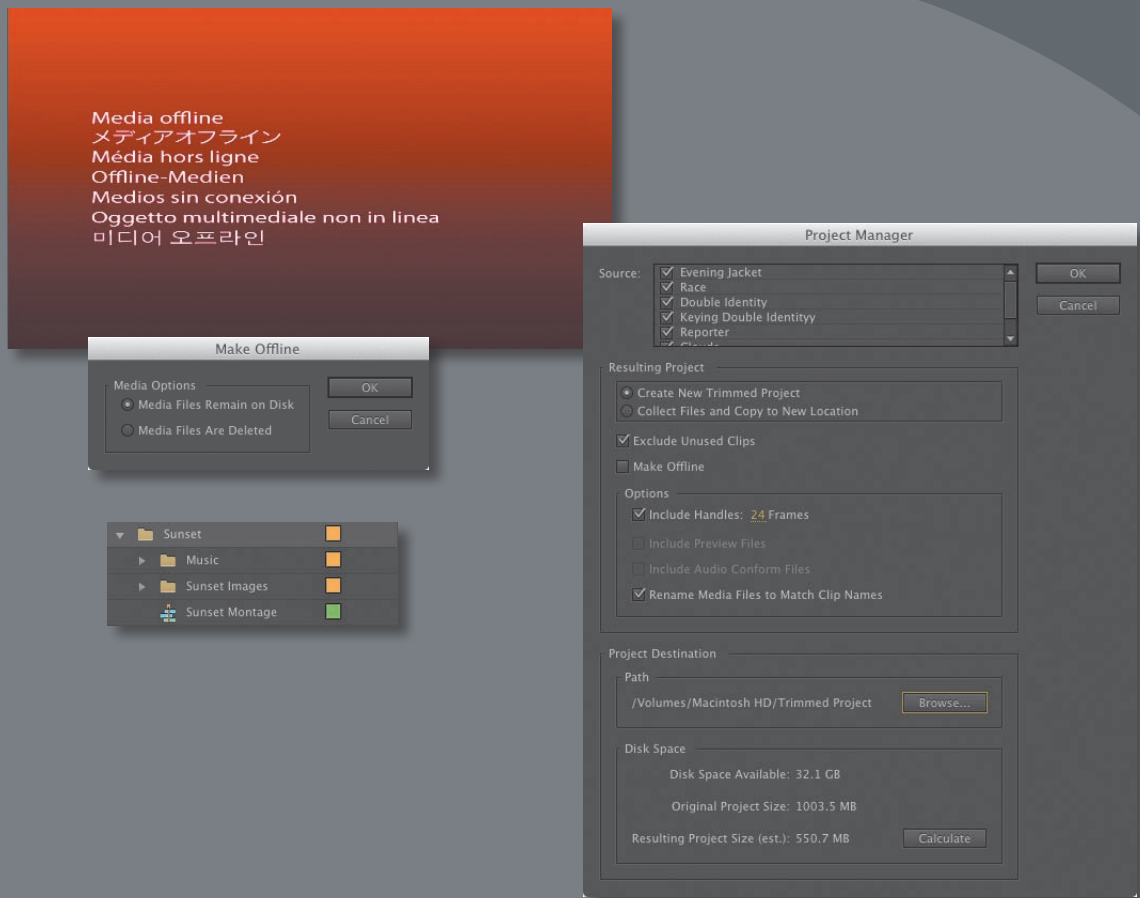 Media offline
メディアオフライン
Média hors ligne
Offline-Medien
Medios sin conexión
Oggetto multimediale non in linea
미디어 오프라인
Make Offline
Media Options
Media Files Remain on Disk
Media Files Are Deleted
OK
Cancel
Sunset
Music
Sunset Images
Sunset Montage
Project Manager
Source:
Evening Jacket
Race
Double Identity
Keying Double Identityy
Reporter
Clouds
OK
Cancel
Resulting Project
Create New Trimmed Project
Collect Files and Copy to New Location
Exclude Unused Clips
Make Offline
Options
Include Handles: 24 Frames
Include Preview Files
Include Audio Conform Files
Rename Media Files to Match Clip Names
Project Destination
Path
/Volumes/Macintosh HD/Trimmed Project
Browse...
Disk Space
Disk Space Available: 32.1 GB
Original Project Size: 1003.5 MB
Resulting Project Size (est.): 550.7 MB
Calculate